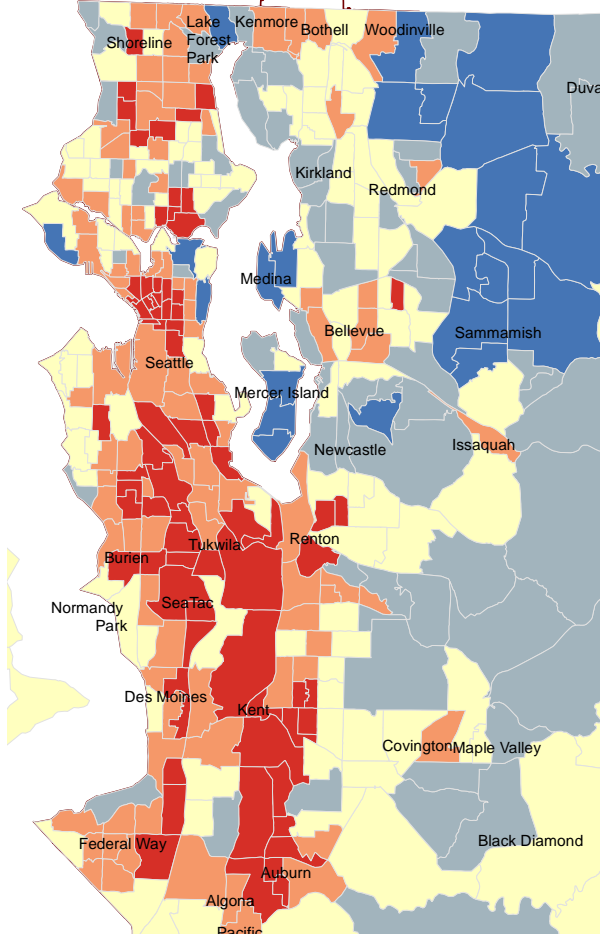 Lake
Forest
Park
Kenmore
Bothell
Woodinville
Shoreline
Duva
Kirkland
Redmond
Medina
Bellevue
Sammamish
Seattle
Mercer Island
Newcastle
Issaquah
Renton
Tukwila
Burien
Normandy
Park
SeaTac
Des Moines
Kent
Covington
Maple Valley
Black Diamond
Federal Way
Auburn
Algona
Pacific